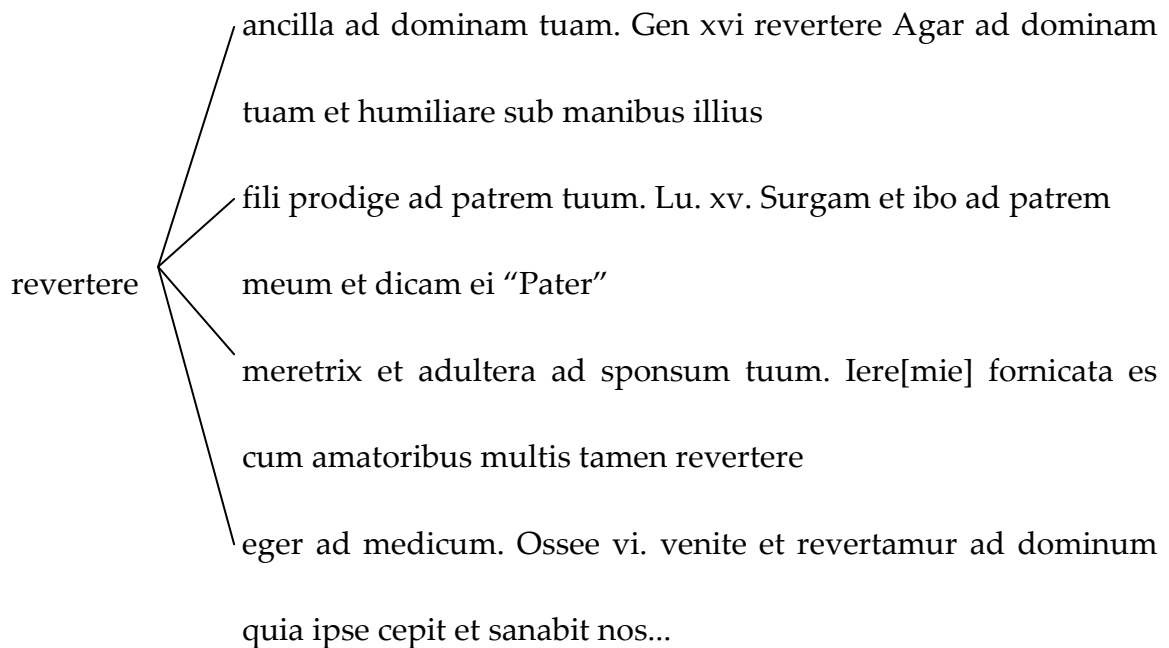 ancilla ad dominam tuam. Gen xvi revertere Agar ad dominam
tuam et humiliare sub manibus illius
fili prodige ad patrem tuum. Lu. xv. Surgam et ibo ad patrem
revertere
meum et dicam ei “Pater”
meretrix et adultera ad sponsum tuum. Iere[mie] fornicata es
cum amatoribus multis tamen revertere
eger ad medicum. Ossee vi. venite et revertamur ad dominum
quia ipse cepit et sanabit nos...